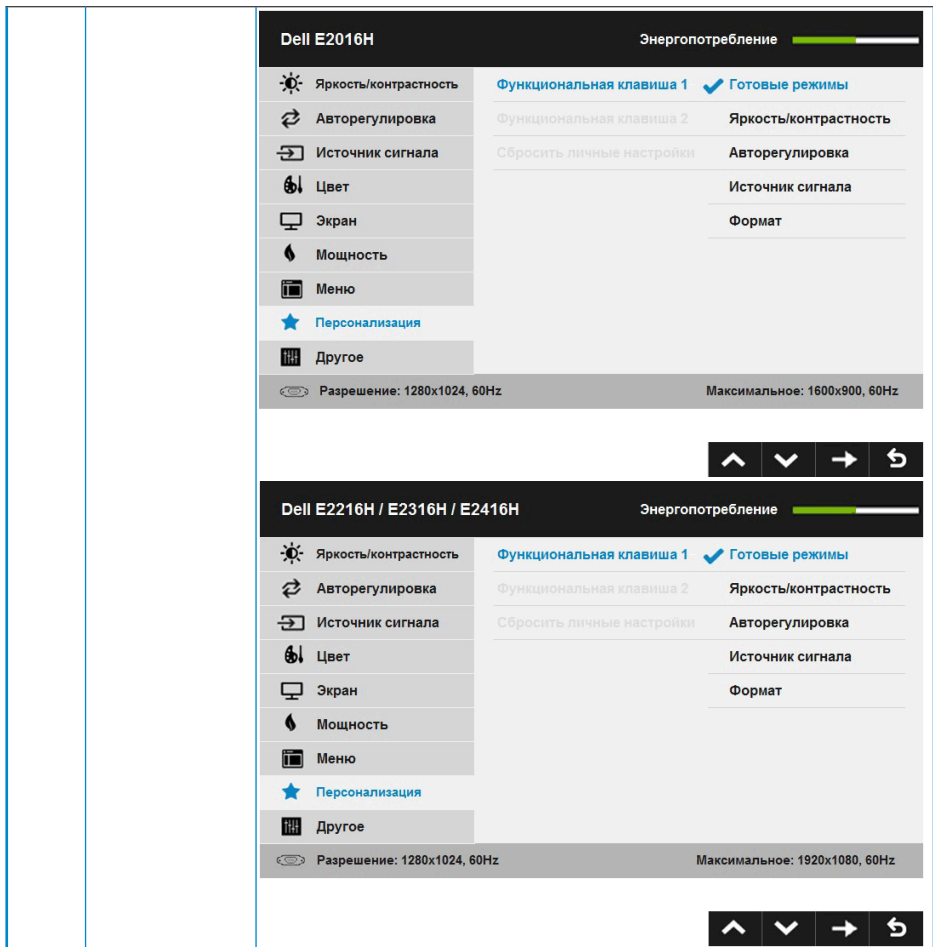 Dell E2016H Энергопотребление
Яркость/контрастность Функциональная клавиша 1 Готовые режимы
Авторегулировка Функциональная клавиша 2 Яркость/контрастность
Источник сигнала Сбросить личные настройки Авторегулировка
Цвет Источник сигнала
Экран Формат
Мощность
Меню
Персонализация
Другое
Разрешение: 1280x1024, 60Hz Максимальное: 1600x900, 60Hz
Dell E2216H / E2316H / E2416H Энергопотребление
Яркость/контрастность Функциональная клавиша 1 Готовые режимы
Авторегулировка Функциональная клавиша 2 Яркость/контрастность
Источник сигнала Сбросить личные настройки Авторегулировка
Цвет Источник сигнала
Экран Формат
Мощность
Меню
Персонализация
Другое
Разрешение: 1280x1024, 60Hz Максимальное: 1920x1080, 60Hz